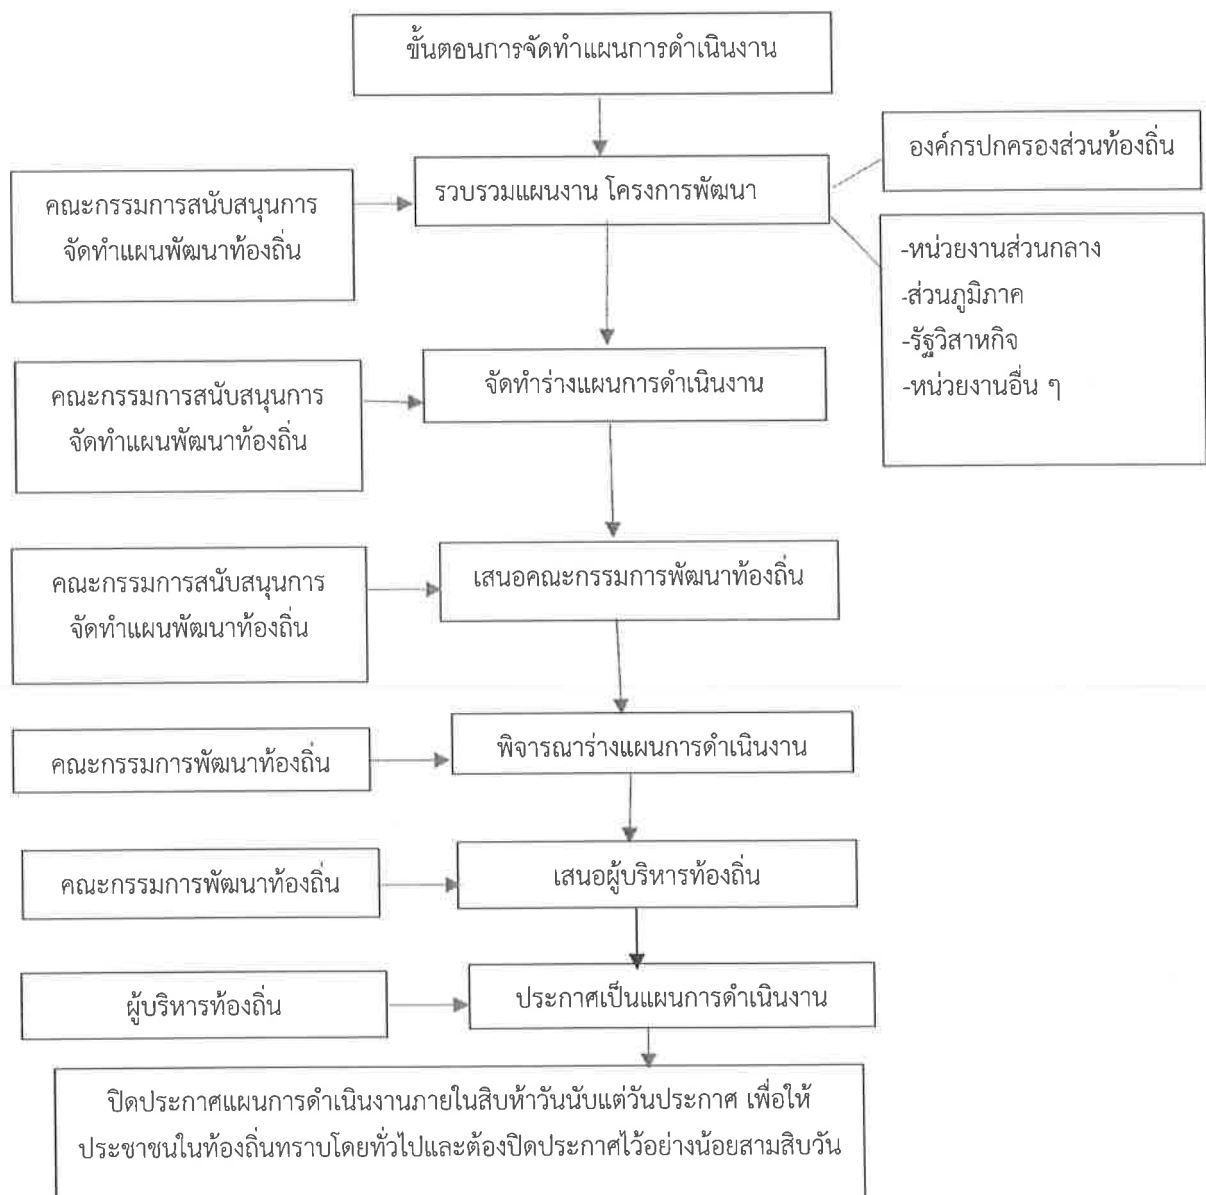 ขั้นตอนการจัดทำแผนการดำเนินงาน
องค์กรปกครองส่วนท้องถิ่น
คณะกรรมการสนับสนุนการ
จัดทำแผนพัฒนาท้องถิ่น
รวบรวมแผนงาน โครงการพัฒนา
-หน่วยงานส่วนกลาง
-ส่วนภูมิภาค
-รัฐวิสาหกิจ
-หน่วยงานอื่น ๆ
คณะกรรมการสนับสนุนการ
จัดทำแผนพัฒนาท้องถิ่น
จัดทำร่างแผนการดำเนินงาน
คณะกรรมการสนับสนุนการ
จัดทำแผนพัฒนาท้องถิ่น
เสนอคณะกรรมการพัฒนาท้องถิ่น
คณะกรรมการพัฒนาท้องถิ่น
พิจารณาร่างแผนการดำเนินงาน
คณะกรรมการพัฒนาท้องถิ่น
เสนอผู้บริหารท้องถิ่น
ผู้บริหารท้องถิ่น
ประกาศเป็นแผนการดำเนินงาน
ปิดประกาศแผนการดำเนินงานภายในสิบห้าวันนับแต่วันประกาศ เพื่อให้
ประชาชนในท้องถิ่นทราบโดยทั่วไปและต้องปิดประกาศไว้อย่างน้อยสามสิบวัน